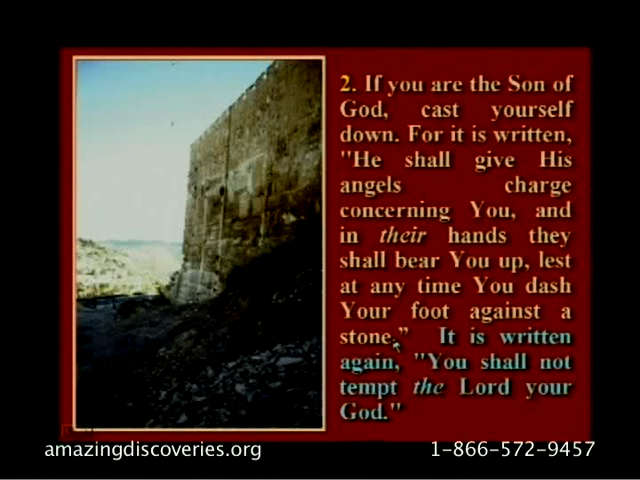 2. If you are the Son of
God, cast yourself
down. For it is written,
"He shall give His
angels charge
concerning You, and
in their hands they
shall bear You up, lest
at any time You dash
Your foot against a
stone." It is written
again, "You shall not
tempt the Lord your
God."
amazingdiscoveries.org 1-866-572-9457